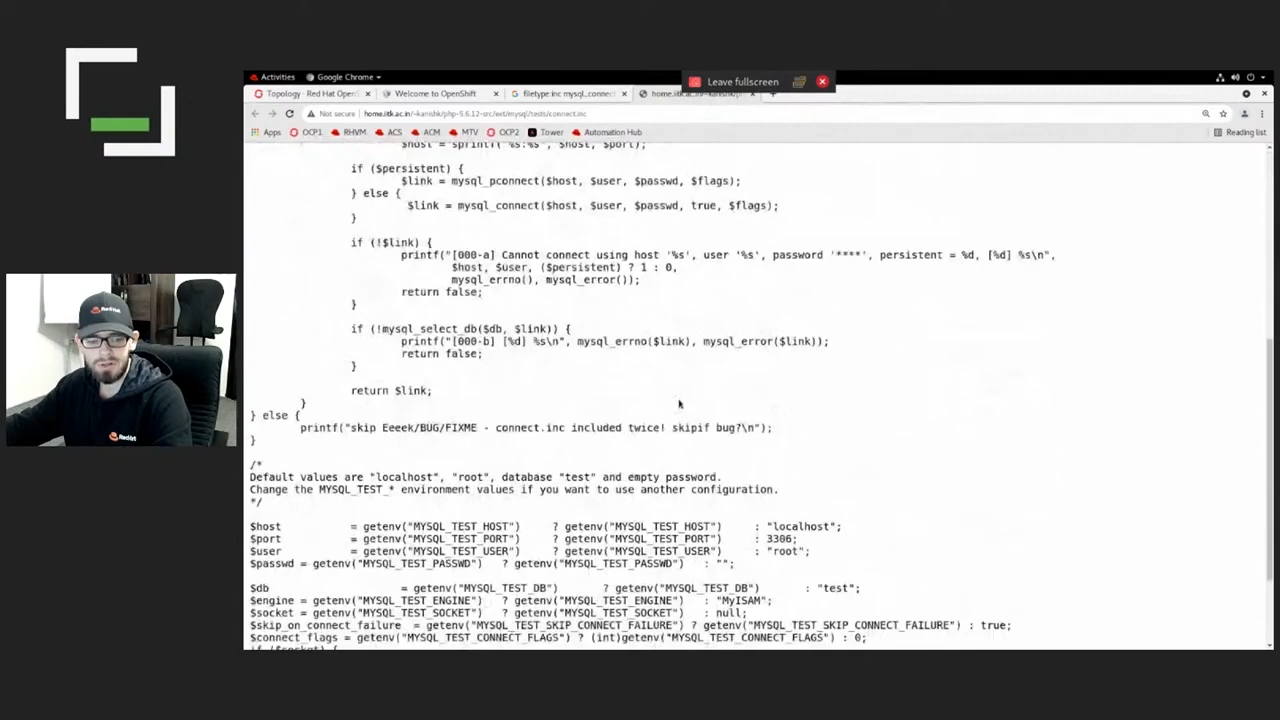 Activities Google Chrome
Leave fullscreen
Topology · Red Hat OpenS
Welcome to OpenShift
filetype:inc mysql_connect
Not secure | home.iitk.ac.in/~kanishk/php-5.6.12-src/ext/mysql/tests/connect.inc
Apps OCP1 RHVM ACS ACM MTV OCP2 Tower Automation Hub Reading list
$host = sprintf("%s:%s", $host, $port);
if ($persistent) {
$link = mysql_pconnect($host, $user, $passwd, $flags);
} else {
$link = mysql_connect($host, $user, $passwd, true, $flags);
}
if (!$link) {
printf("[000-a] Cannot connect using host '%s', user '%s', password '****', persistent = %d, [%d] %s\n",
$host, $user, ($persistent) ? 1 : 0,
mysql_errno(), mysql_error());
return false;
}
if (!mysql_select_db($db, $link)) {
printf("[000-b] [%d] %s\n", mysql_errno($link), mysql_error($link));
return false;
}
return $link;
}
} else {
printf("skip Eeeek/BUG/FIXME - connect.inc included twice! skipif bug?\n");
}
/*
Default values are "localhost", "root", database "test" and empty password.
Change the MYSQL_TEST_* environment values if you want to use another configuration.
*/
$host = getenv("MYSQL_TEST_HOST") ? getenv("MYSQL_TEST_HOST") : "localhost";
$port = getenv("MYSQL_TEST_PORT") ? getenv("MYSQL_TEST_PORT") : 3306;
$user = getenv("MYSQL_TEST_USER") ? getenv("MYSQL_TEST_USER") : "root";
$passwd = getenv("MYSQL_TEST_PASSWD") ? getenv("MYSQL_TEST_PASSWD") : "";
$db = getenv("MYSQL_TEST_DB") ? getenv("MYSQL_TEST_DB") : "test";
$engine = getenv("MYSQL_TEST_ENGINE") ? getenv("MYSQL_TEST_ENGINE") : "MyISAM";
$socket = getenv("MYSQL_TEST_SOCKET") ? getenv("MYSQL_TEST_SOCKET") : null;
$skip_on_connect_failure = getenv("MYSQL_TEST_SKIP_CONNECT_FAILURE") ? getenv("MYSQL_TEST_SKIP_CONNECT_FAILURE") : true;
$connect_flags = getenv("MYSQL_TEST_CONNECT_FLAGS") ? (int)getenv("MYSQL_TEST_CONNECT_FLAGS") : 0;
if ($socket) {
Red Hat
Red Hat